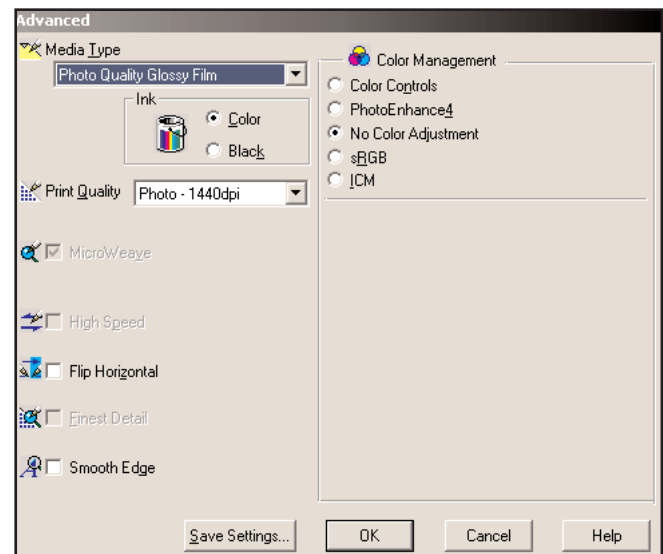 Advanced
Media Type
Photo Quality Glossy Film
Ink
Color
Black
Print Quality
Photo - 1440dpi
MicroWeave
High Speed
Flip Horizontal
Finest Detail
Smooth Edge
Color Management
Color Controls
PhotoEnhance4
No Color Adjustment
sRGB
ICM
Save Settings...
OK
Cancel
Help